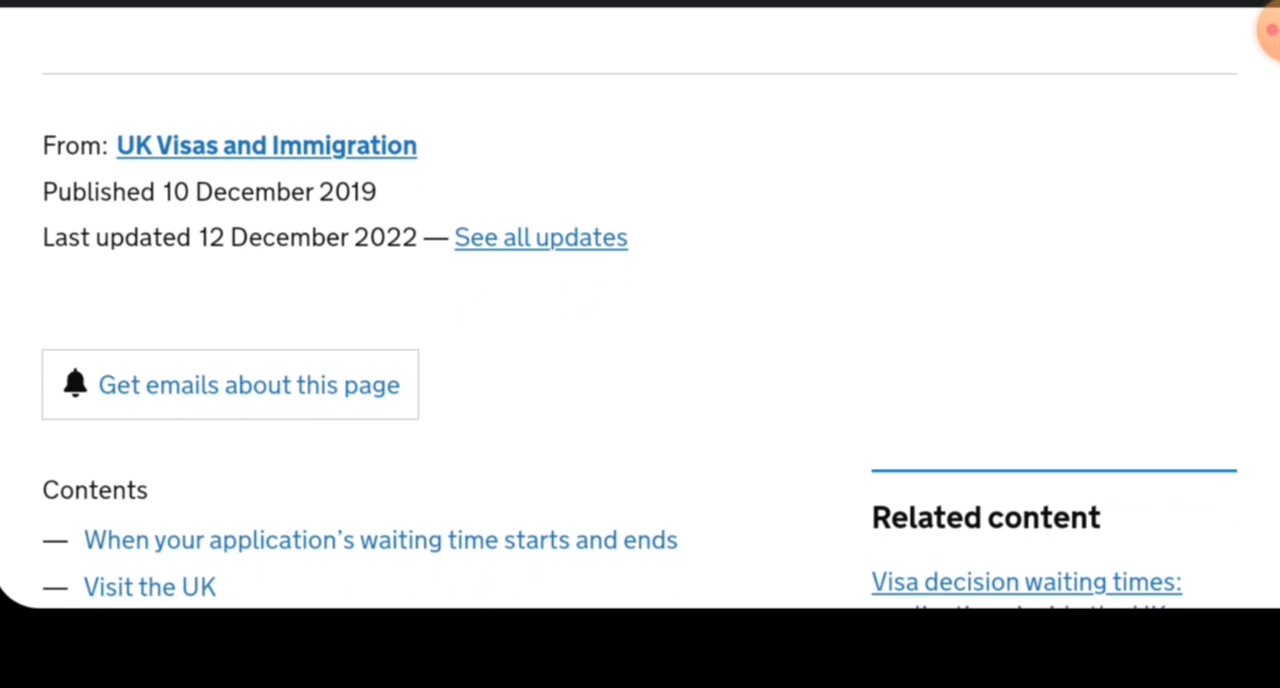 From: UK Visas and Immigration
Published 10 December 2019
Last updated 12 December 2022 — See all updates
Get emails about this page
Contents
— When your application's waiting time starts and ends
— Visit the UK
Related content
Visa decision waiting times: